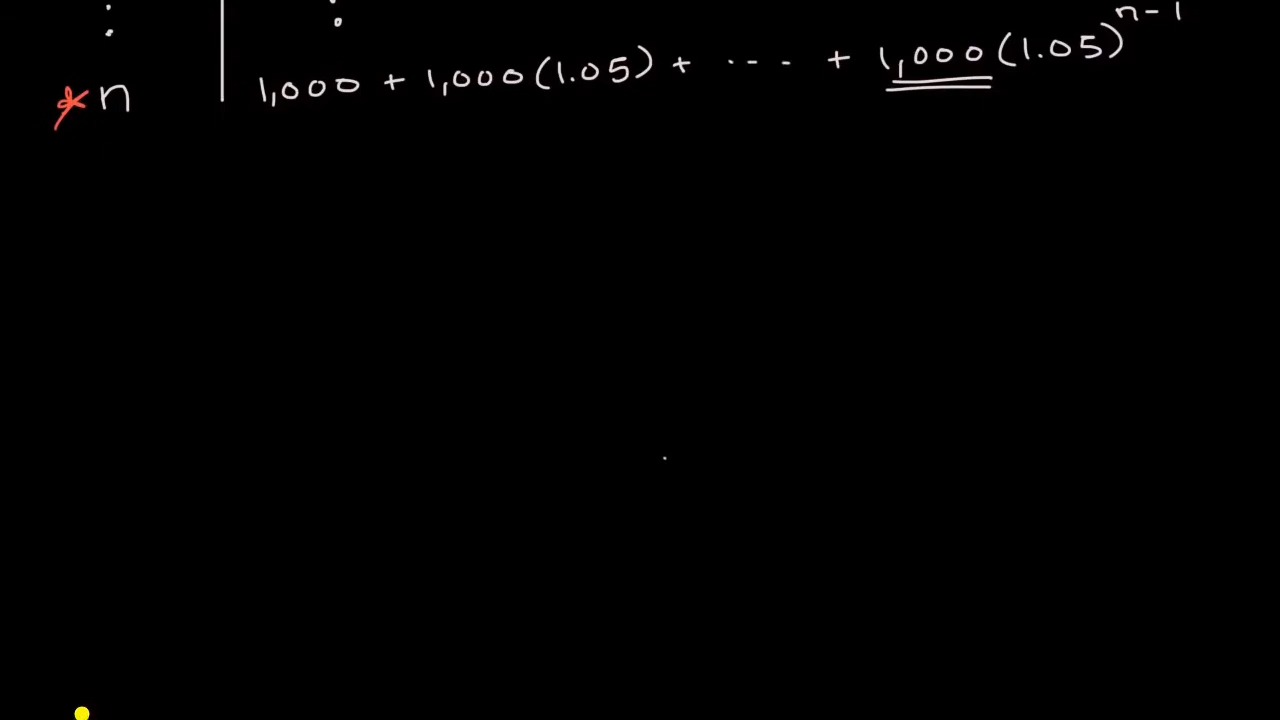 * n 1,000 + 1,000 (1.05) + ---- + 1,000 (1.05)^{n-1}